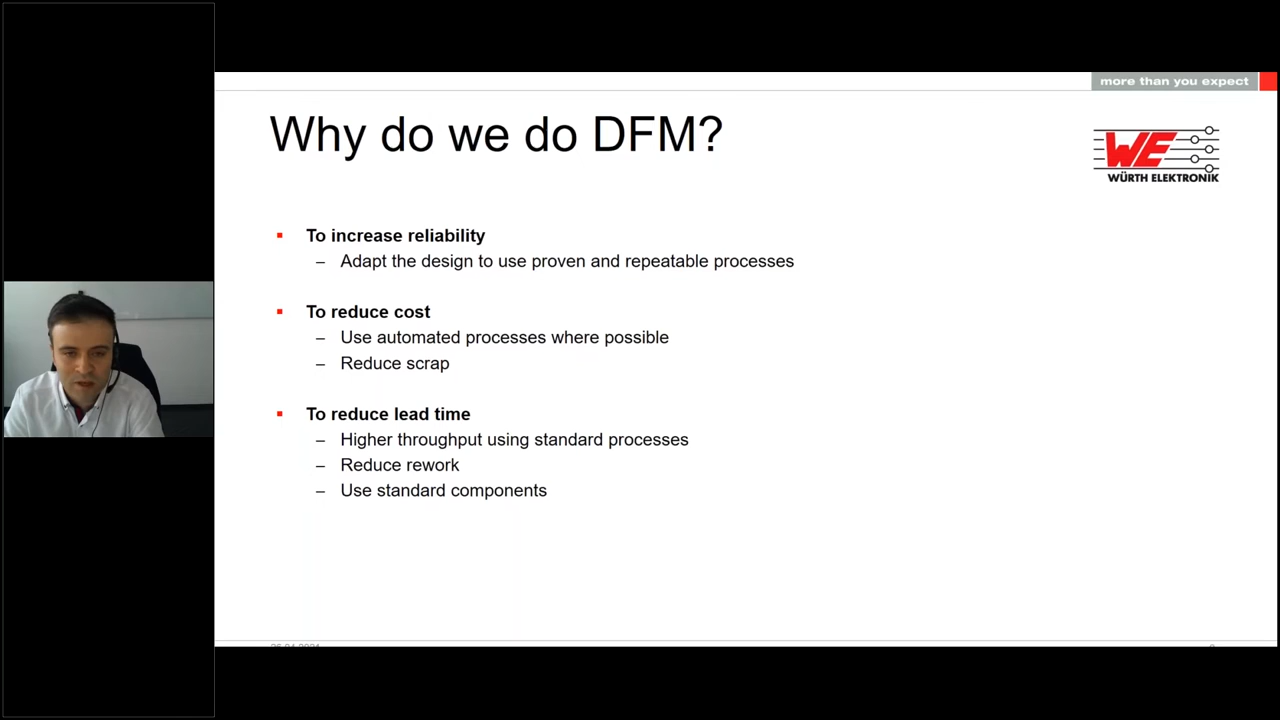 more than you expect
Why do we do DFM?
WE
WÜRTH ELEKTRONIK
▪ To increase reliability
– Adapt the design to use proven and repeatable processes
▪ To reduce cost
– Use automated processes where possible
– Reduce scrap
▪ To reduce lead time
– Higher throughput using standard processes
– Reduce rework
– Use standard components